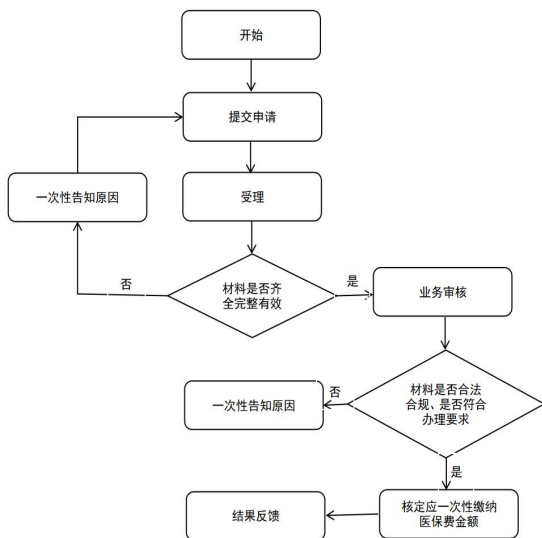 开始
提交申请
一次性告知原因
受理
否
材料是否齐
全完整有效
是
业务审核
一次性告知原因
否
材料是否合法
合规、是否符合
办理要求
是
结果反馈
核定应一次性缴纳
医保费金额